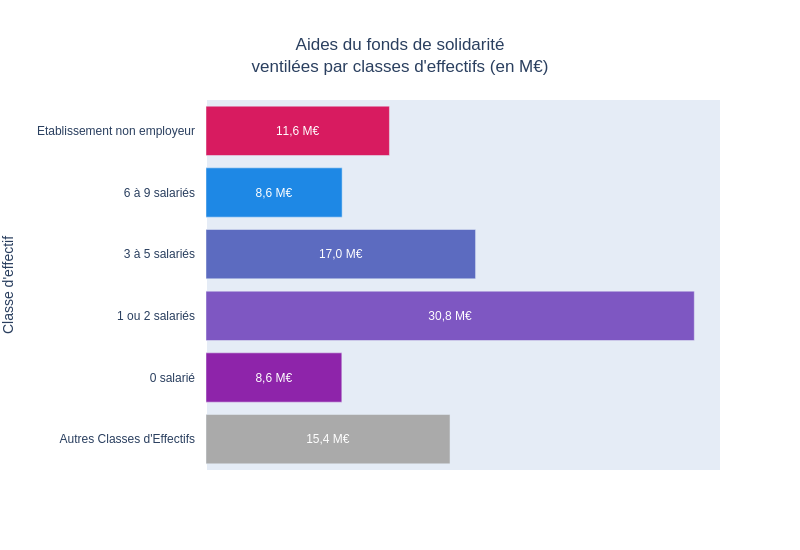 Aides du fonds de solidarité
ventilées par classes d'effectifs (en M€)
Classe d'effectif
Etablissement non employeur
11,6 M€
6 à 9 salariés
8,6 M€
3 à 5 salariés
17,0 M€
1 ou 2 salariés
30,8 M€
0 salarié
8,6 M€
Autres Classes d'Effectifs
15,4 M€